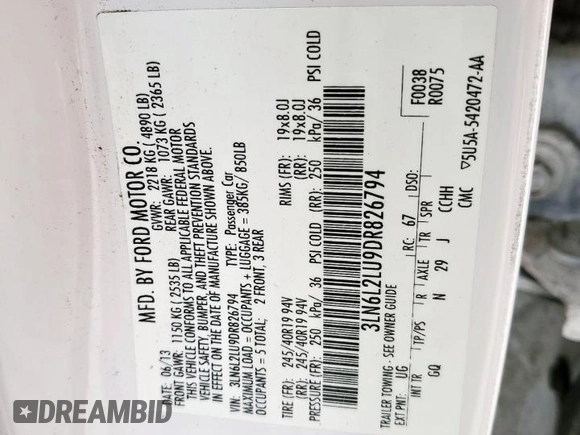 MFD. BY FORD MOTOR CO.
DATE: 06/13 GVWR: 2218 KG ( 4890 LB)
FRONT GAWR: 1150 KG ( 2535 LB) REAR GAWR: 1073 KG ( 2365 LB)
THIS VEHICLE CONFORMS TO ALL APPLICABLE FEDERAL MOTOR
VEHICLE SAFETY, BUMPER, AND THEFT PREVENTION STANDARDS
IN EFFECT ON THE DATE OF MANUFACTURE SHOWN ABOVE.
VIN: 3LN6L2LU9DR826794 TYPE: Passenger Car
MAXIMUM LOAD = OCCUPANTS + LUGGAGE = 385KG/ 850LB
OCCUPANTS = 5 TOTAL; 2 FRONT, 3 REAR
TIRE (FR): 245/40R19 94V RIMS (FR): 19x8.0J
(RR): 245/40R19 94V (RR): 19x8.0J
PRESSURE (FR): 250 kPa/ 36 PSI COLD (RR): 250 kPa/ 36 PSI COLD
3LN6L2LU9DR826794
TRAILER TOWING - SEE OWNER GUIDE
F0038
R0075
EXT PNT: UG RC: 67 DSO:
INT TR TP/PS R AXLE TR SPR
GQ N 29 J CCHH
CMC ▽5U5A-5420472-AA
DREAMBID